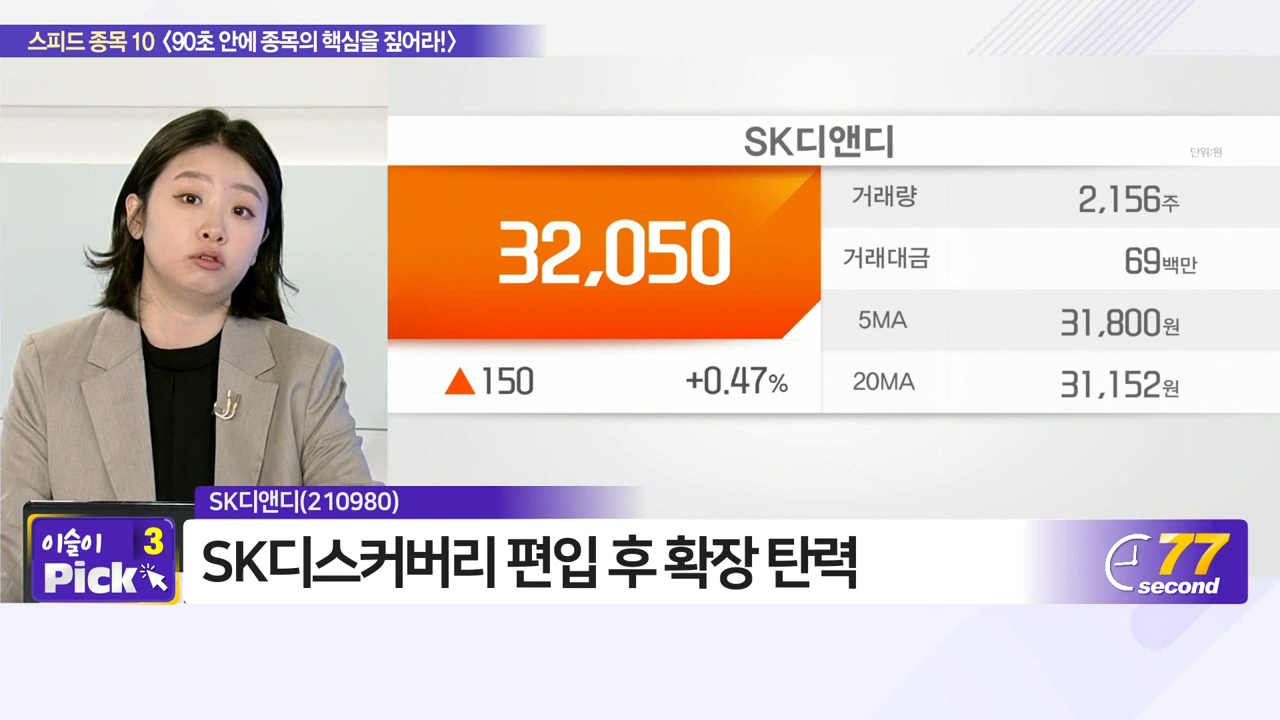 스피드 종목 10 〈90초 안에 종목의 핵심을 짚어라!〉
SK디앤디
단위:원
32,050
▲150 +0.47%
거래량 2,156주
거래대금 69백만
5MA 31,800원
20MA 31,152원
SK디앤디(210980)
이슬이 3
Pick
SK디스커버리 편입 후 확장 탄력
77
second